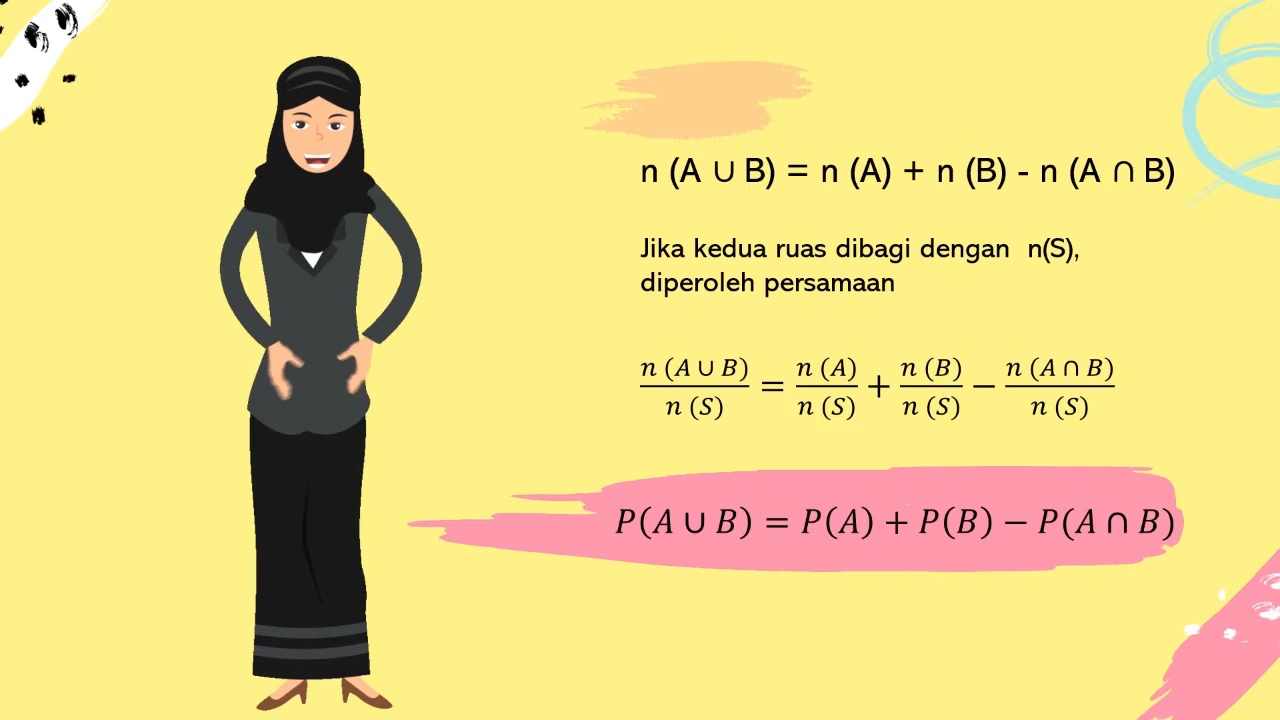 n (A ∪ B) = n (A) + n (B) - n (A ∩ B)
Jika kedua ruas dibagi dengan n(S),
diperoleh persamaan
n (A ∪ B) / n (S) = n (A) / n (S) + n (B) / n (S) − n (A ∩ B) / n (S)
P(A ∪ B) = P(A) + P(B) − P(A ∩ B)